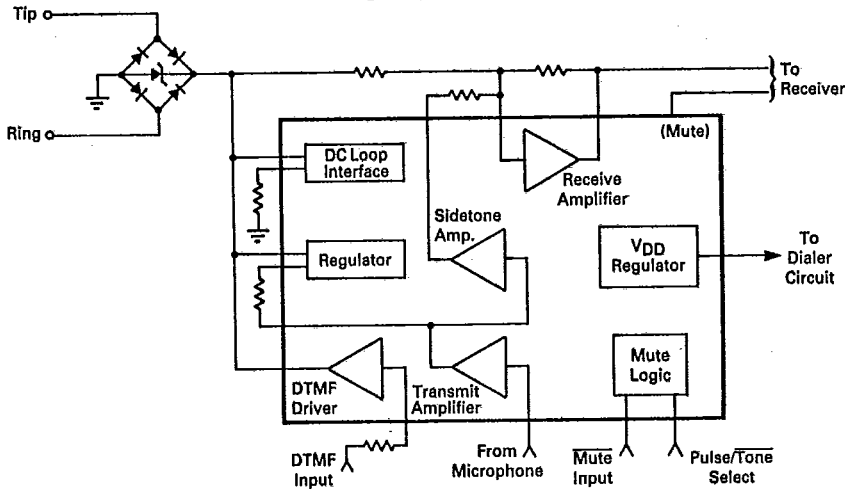 Tip
To
Receiver
Ring
(Mute)
DC Loop
Interface
Receive
Amplifier
Sidetone
Amp.
Regulator
VDD
Regulator
To
Dialer
Circuit
Mute
Logic
DTMF
Driver
Transmit
Amplifier
DTMF
Input
From
Microphone
Mute
Input
Pulse/Tone
Select